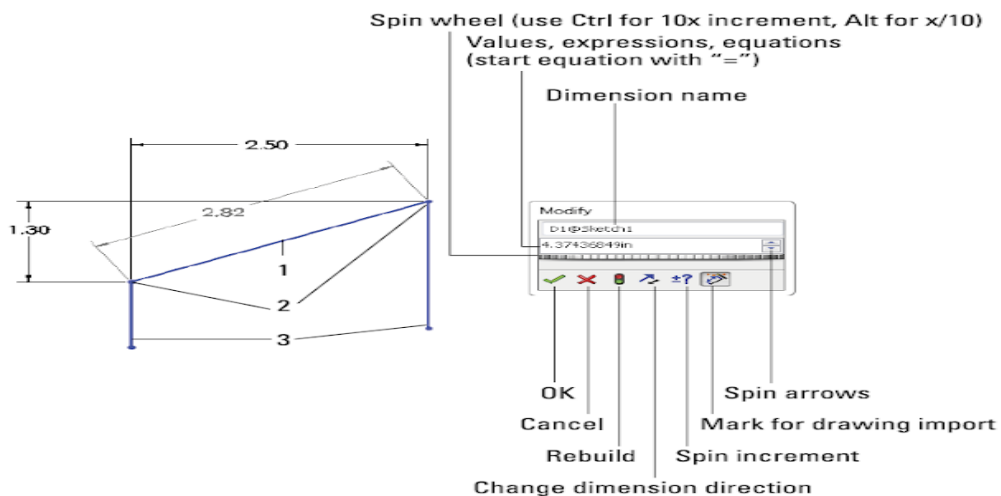 Spin wheel (use Ctrl for 10x increment, Alt for x/10)
Values, expressions, equations
(start equation with “=”)
Dimension name
2.50
2.82
1.30
1
2
3
Modify
D1@Sketch1
4.37436849in
±?
OK
Spin arrows
Cancel
Mark for drawing import
Rebuild
Spin increment
Change dimension direction